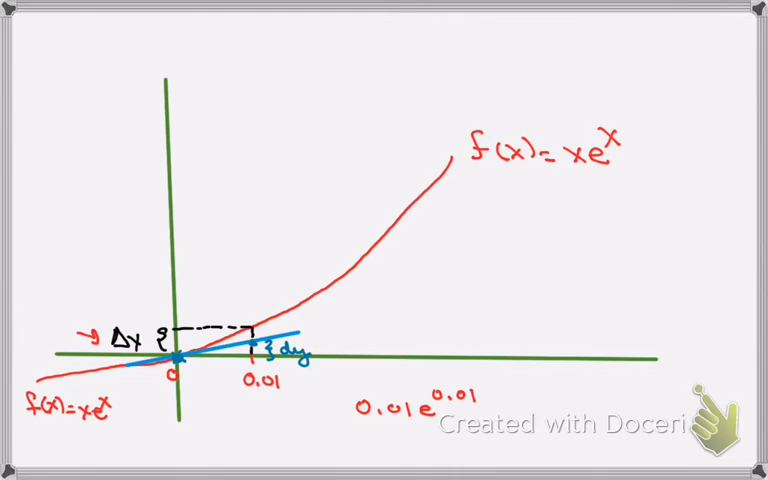 f(x)=xe^x
Δy {
} dy
0
0.01
f(x)=xe^x
0.01e^0.01
Created with Doceri